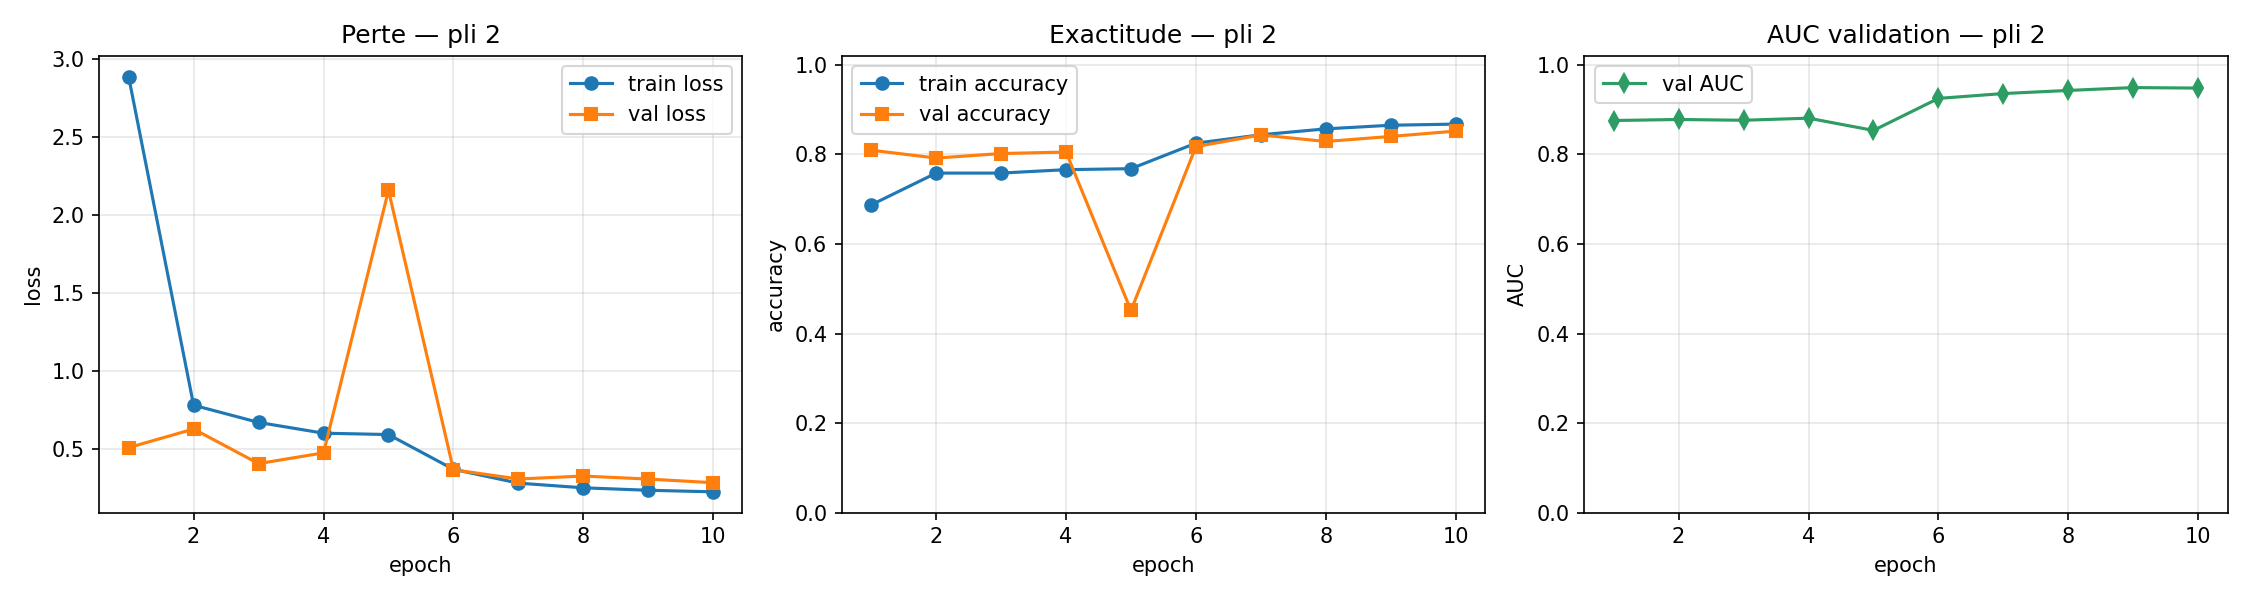 Perte — pli 2
3.0
2.5
2.0
1.5
1.0
0.5
loss
train loss
val loss
2 4 6 8 10
epoch
Exactitude — pli 2
1.0
0.8
0.6
0.4
0.2
0.0
accuracy
train accuracy
val accuracy
2 4 6 8 10
epoch
AUC validation — pli 2
1.0
0.8
0.6
0.4
0.2
0.0
AUC
val AUC
2 4 6 8 10
epoch